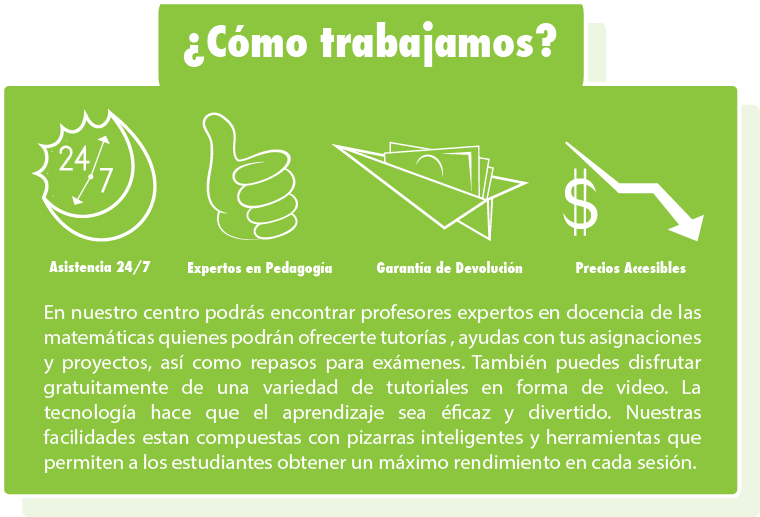 ¿Cómo trabajamos?
24
7
$
Asistencia 24/7
Expertos en Pedagogía
Garantía de Devolución
Precios Accesibles
En nuestro centro podrás encontrar profesores expertos en docencia de las
matemáticas quienes podrán ofrecerte tutorías , ayudas con tus asignaciones
y proyectos, así como repasos para exámenes. También puedes disfrutar
gratuitamente de una variedad de tutoriales en forma de video. La
tecnología hace que el aprendizaje sea éficaz y divertido. Nuestras
facilidades estan compuestas con pizarras inteligentes y herramientas que
permiten a los estudiantes obtener un máximo rendimiento en cada sesión.